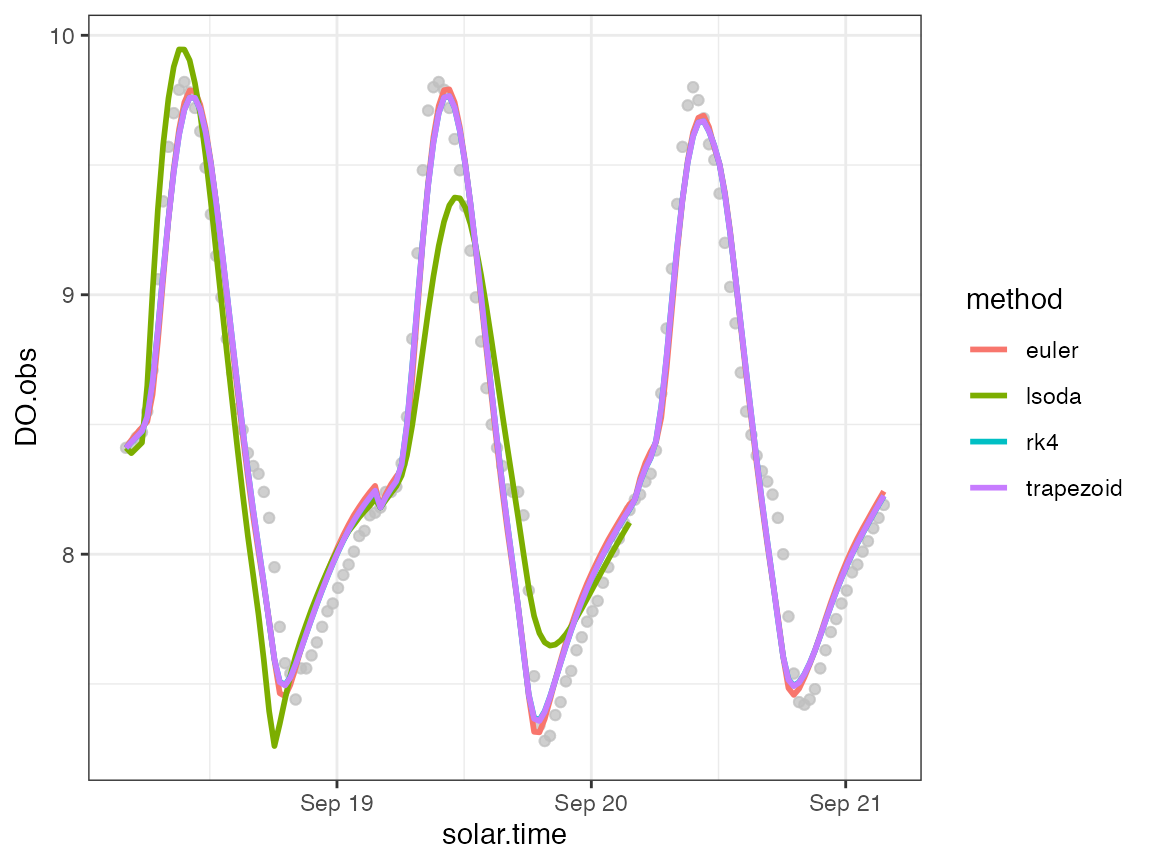 10
9
8
DO.obs
Sep 19
Sep 20
Sep 21
solar.time
method
euler
lsoda
rk4
trapezoid